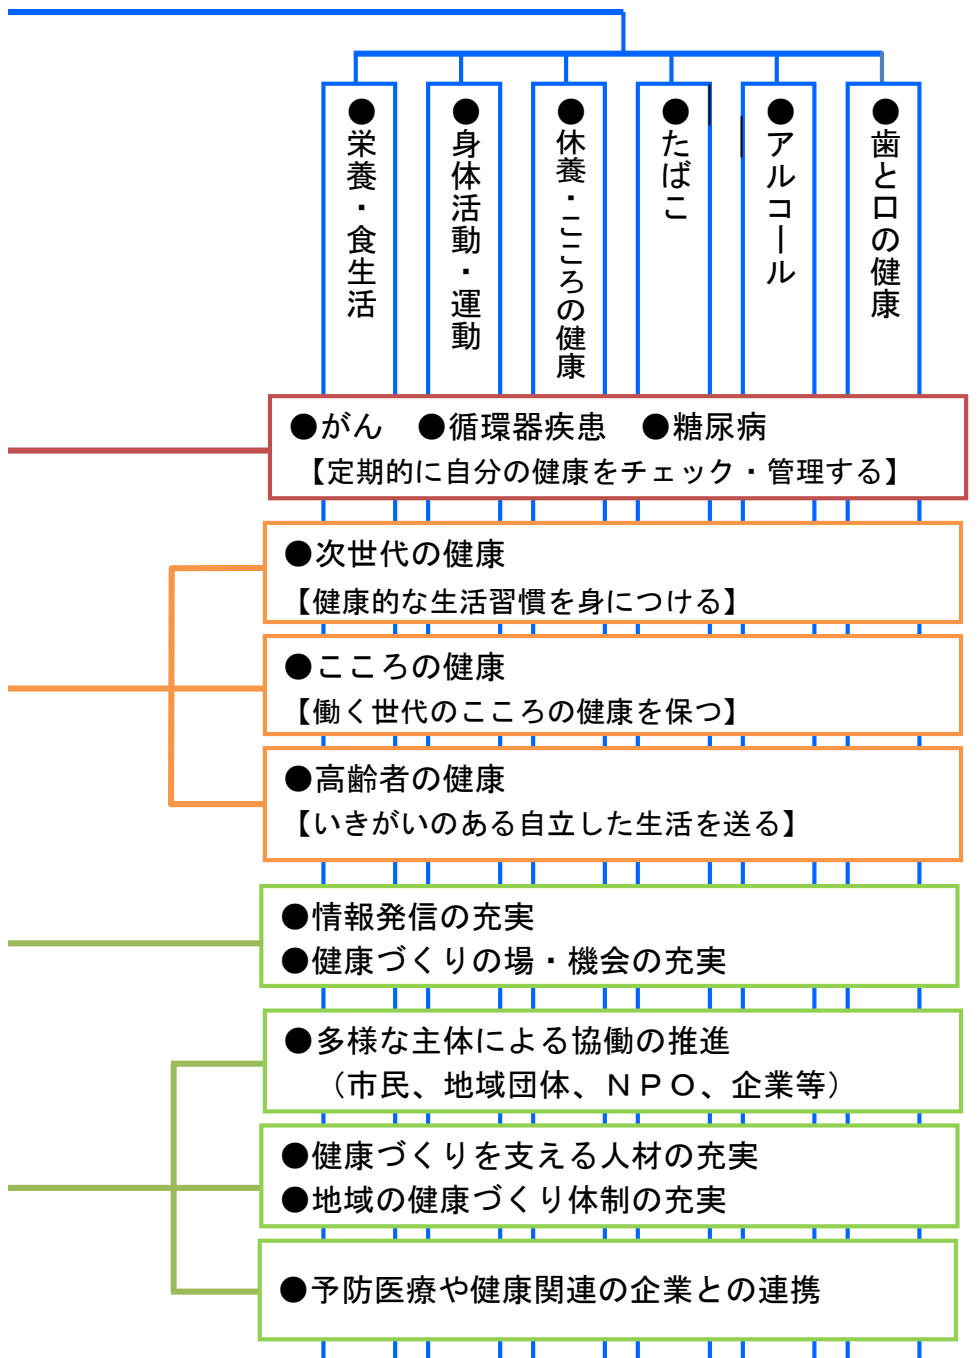 ●栄養・食生活
●身体活動・運動
●休養・こころの健康
●たばこ
●アルコール
●歯と口の健康
●がん　●循環器疾患　●糖尿病
【定期的に自分の健康をチェック・管理する】
●次世代の健康
【健康的な生活習慣を身につける】
●こころの健康
【働く世代のこころの健康を保つ】
●高齢者の健康
【いきがいのある自立した生活を送る】
●情報発信の充実
●健康づくりの場・機会の充実
●多様な主体による協働の推進
（市民、地域団体、ＮＰＯ、企業等）
●健康づくりを支える人材の充実
●地域の健康づくり体制の充実
●予防医療や健康関連の企業との連携